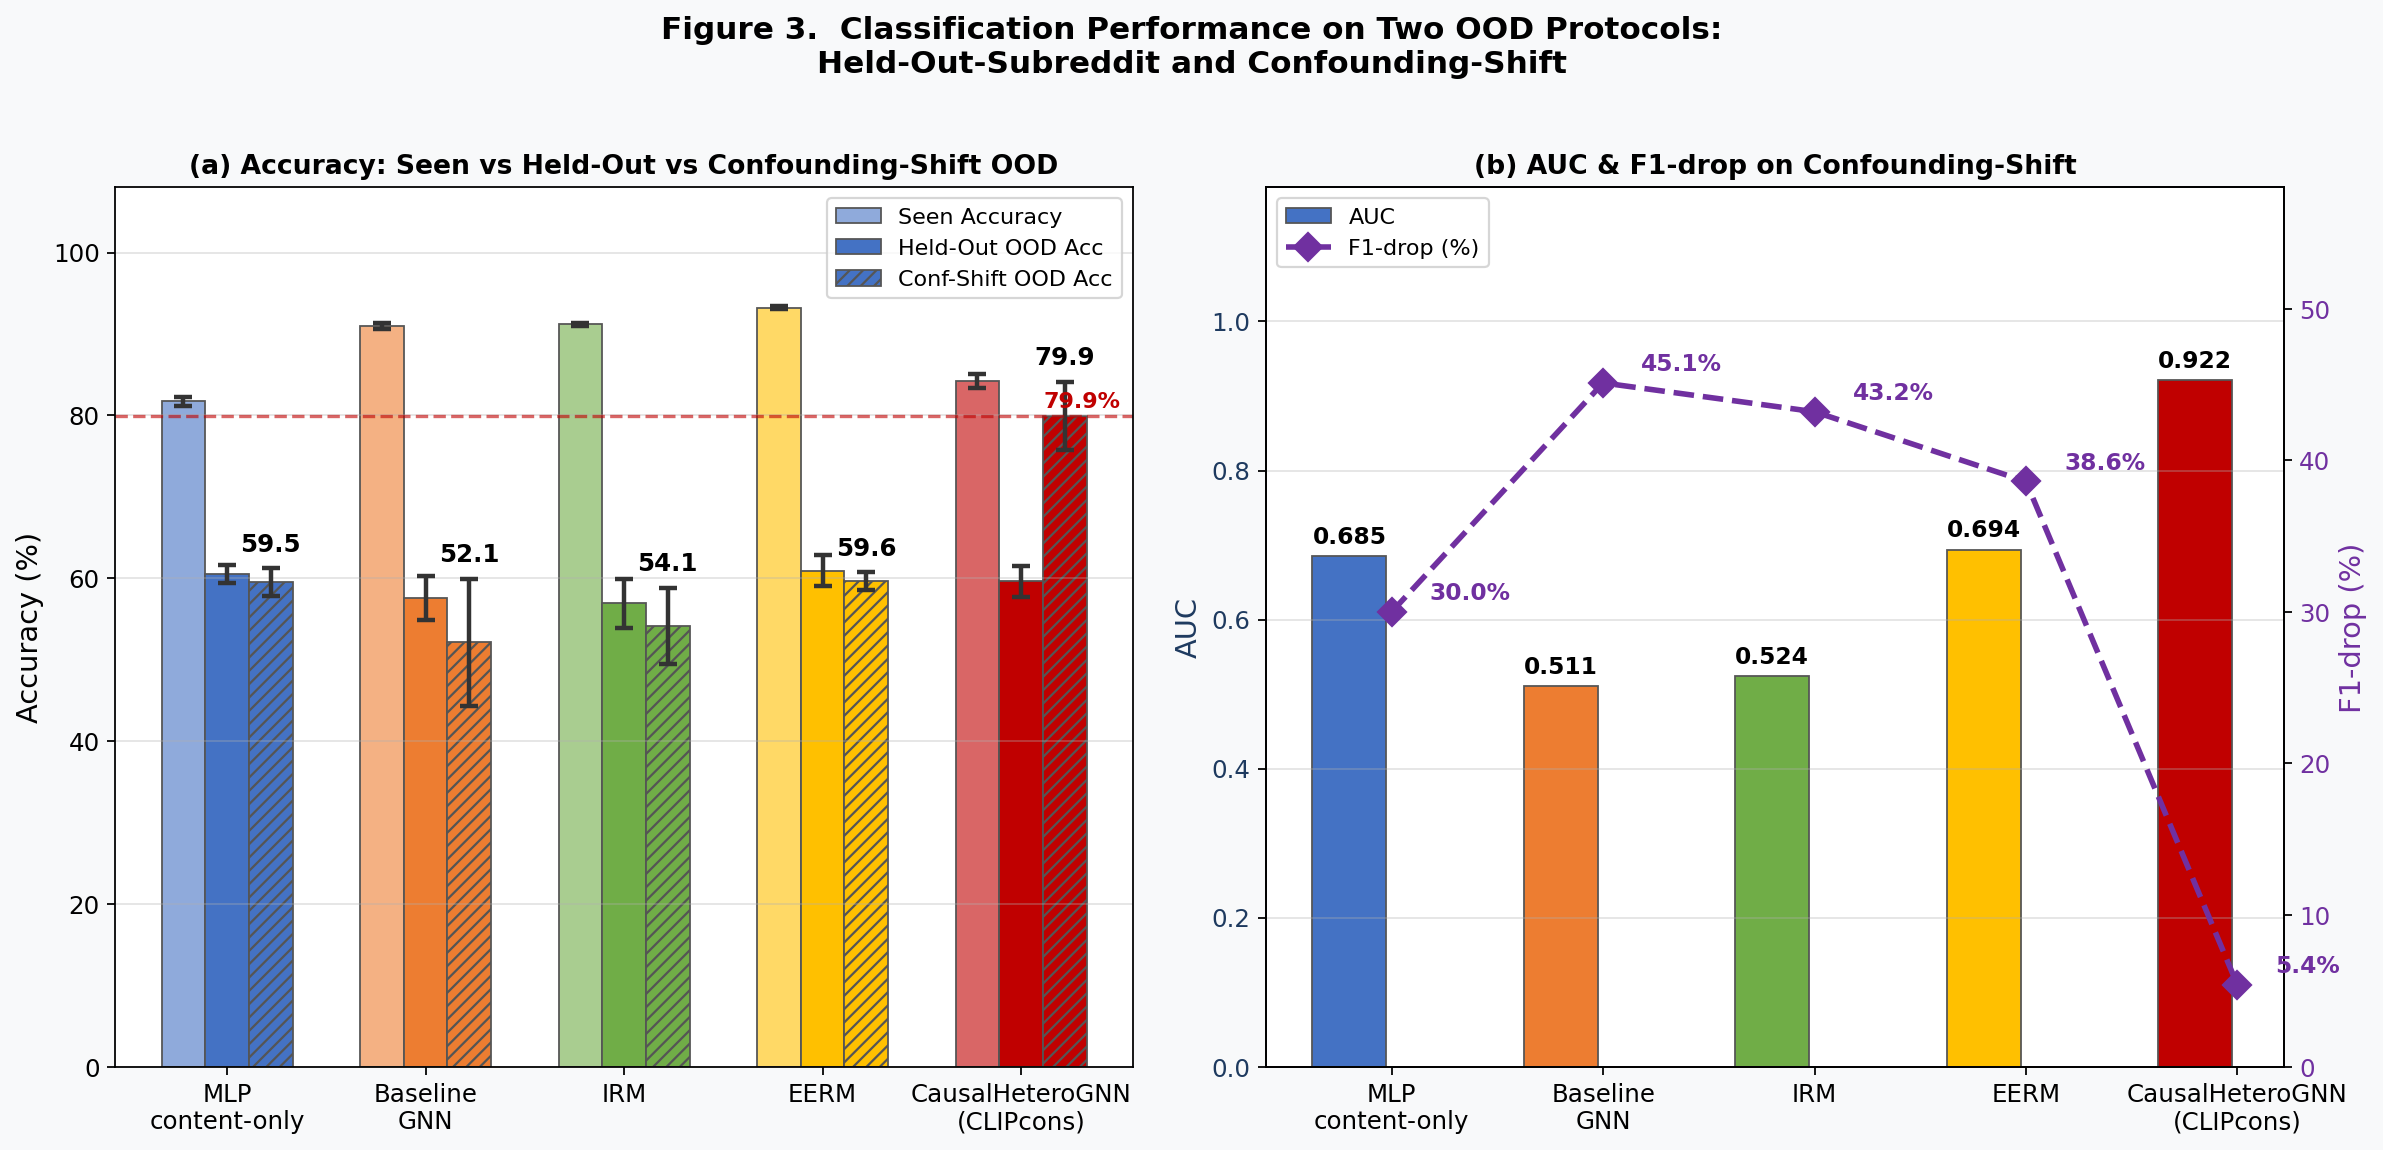 Figure 3.  Classification Performance on Two OOD Protocols:
Held-Out-Subreddit and Confounding-Shift
(a) Accuracy: Seen vs Held-Out vs Confounding-Shift OOD
Accuracy (%)
100
80
60
40
20
0
Seen Accuracy
Held-Out OOD Acc
Conf-Shift OOD Acc
59.5
52.1
54.1
59.6
79.9
79.9%
MLP
content-only
Baseline
GNN
IRM
EERM
CausalHeteroGNN
(CLIPcons)
(b) AUC & F1-drop on Confounding-Shift
AUC
1.0
0.8
0.6
0.4
0.2
0.0
AUC
F1-drop (%)
0.685
0.511
0.524
0.694
0.922
30.0%
45.1%
43.2%
38.6%
5.4%
50
40
30
20
10
0
F1-drop (%)
MLP
content-only
Baseline
GNN
IRM
EERM
CausalHeteroGNN
(CLIPcons)